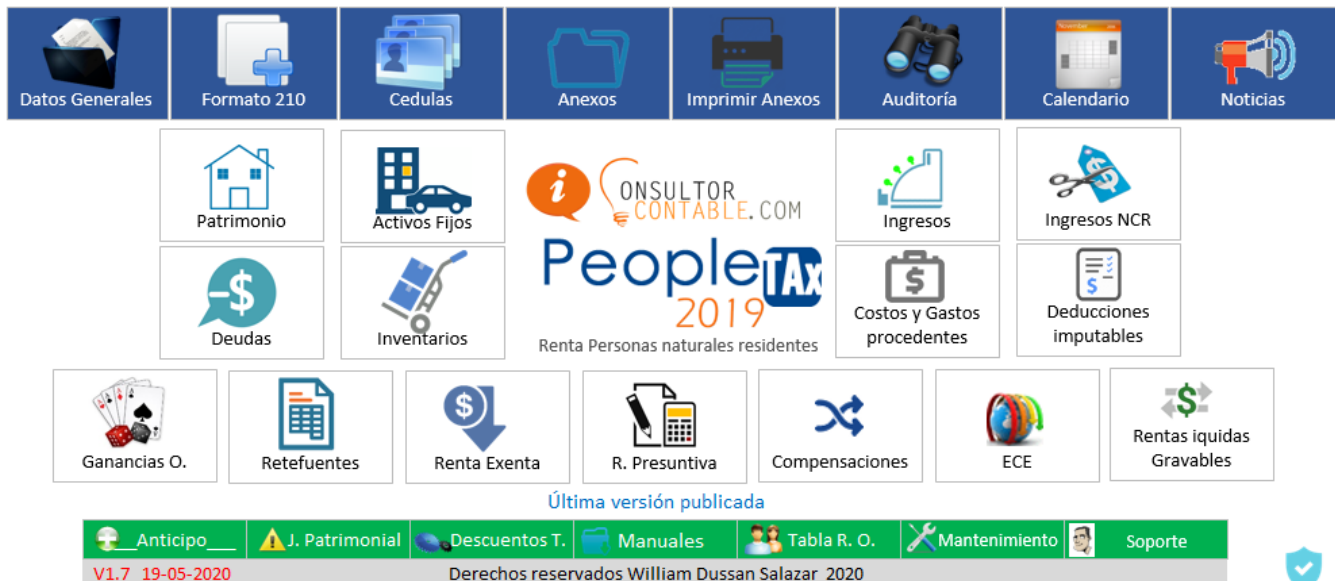 Datos Generales
Formato 210
Cedulas
Anexos
Imprimir Anexos
Auditoría
November
Calendario
Noticias
Patrimonio
Activos Fijos
i CONSULTOR
CONTABLE.COM
Ingresos
$
Ingresos NCR
-$
Deudas
Inventarios
People TAx
2019
Renta Personas naturales residentes
$
Costos y Gastos
procedentes
$
Deducciones
imputables
Ganancias O.
Retefuentes
$
Renta Exenta
R. Presuntiva
Compensaciones
ECE
$
Rentas iquidas
Gravables
Última versión publicada
__Anticipo___
J. Patrimonial
Descuentos T.
Manuales
Tabla R. O.
Mantenimiento
Soporte
V1.7 19-05-2020
Derechos reservados William Dussan Salazar 2020